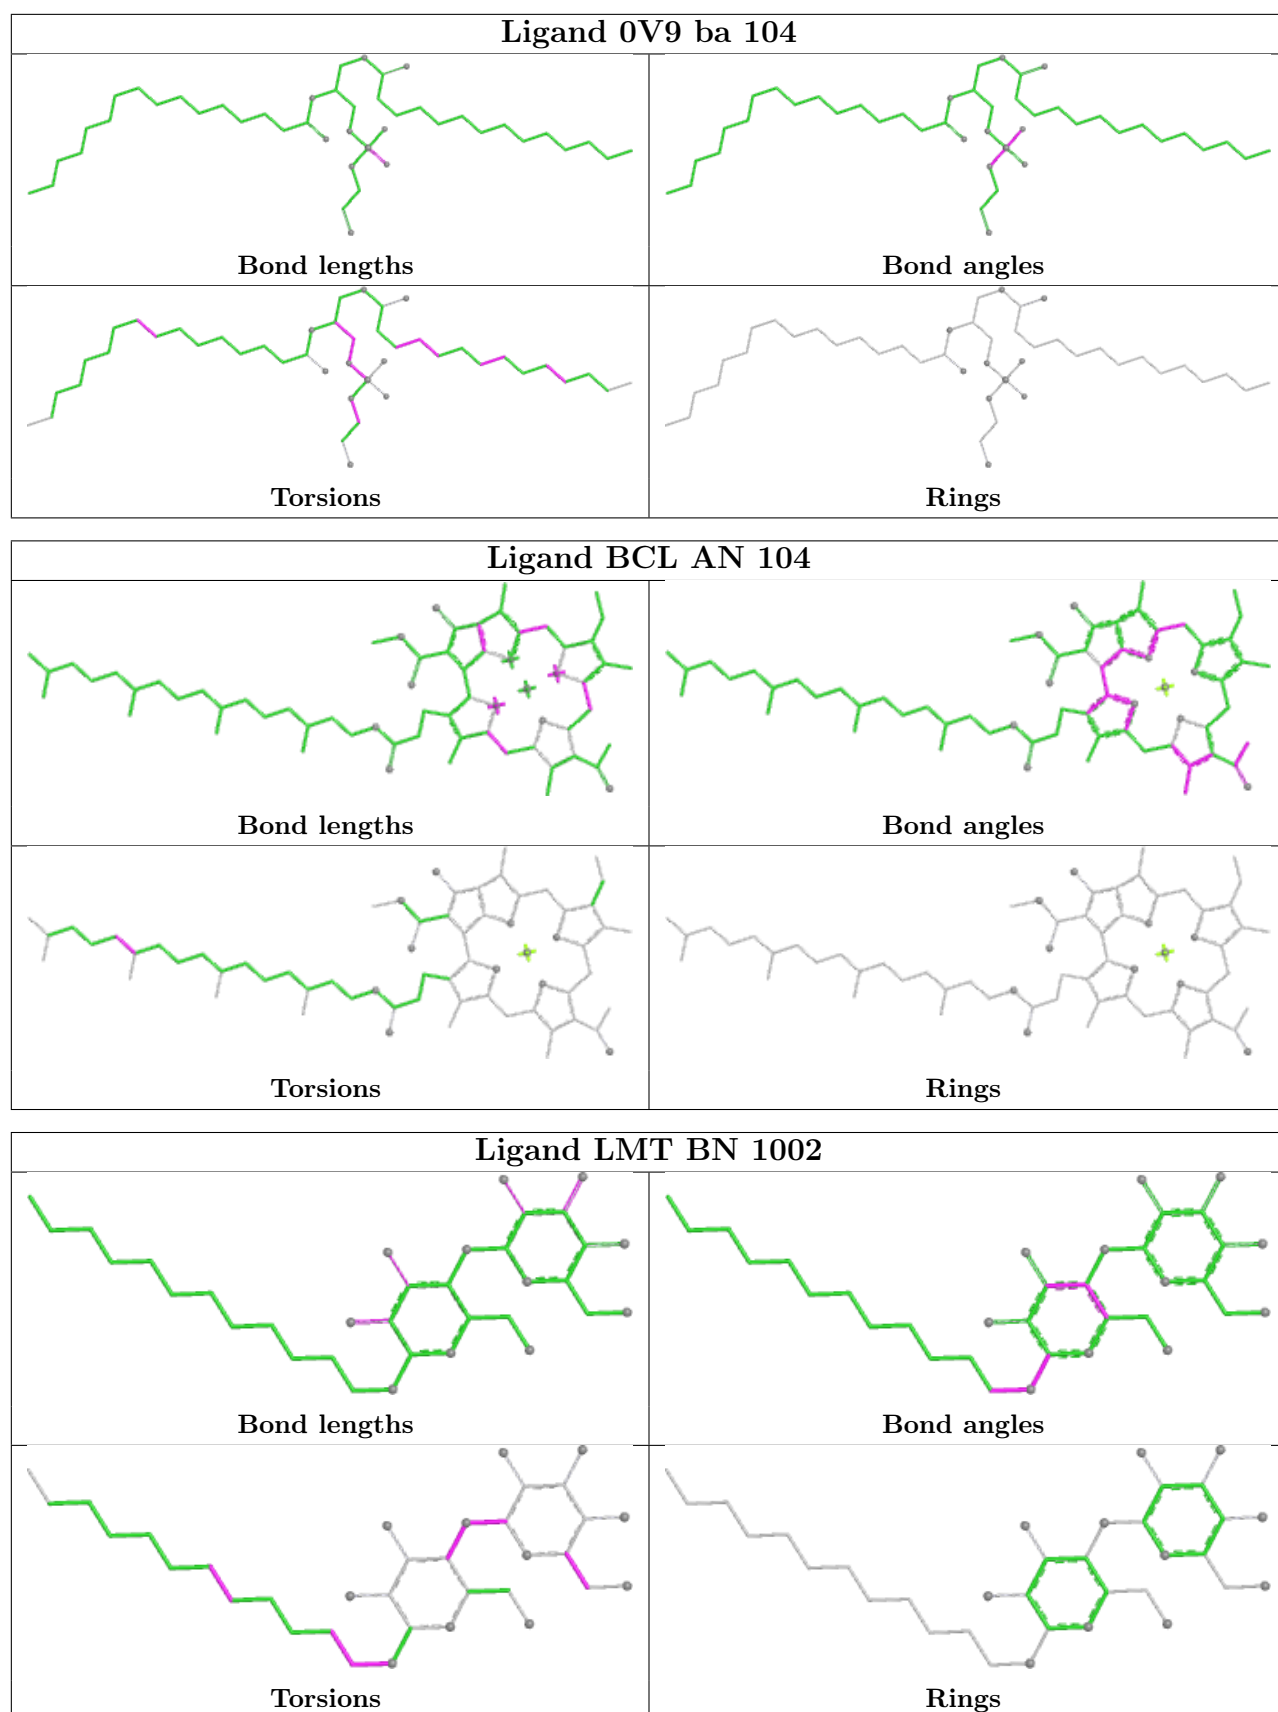 Ligand 0V9 ba 104
Bond lengths
Bond angles
Torsions
Rings
Ligand BCL AN 104
Bond lengths
Bond angles
Torsions
Rings
Ligand LMT BN 1002
Bond lengths
Bond angles
Torsions
Rings